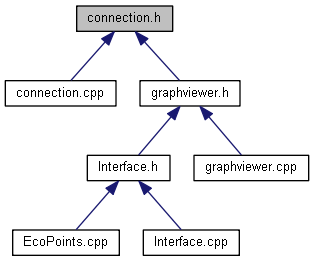 connection.h
connection.cpp
graphviewer.h
Interface.h
graphviewer.cpp
EcoPoints.cpp
Interface.cpp